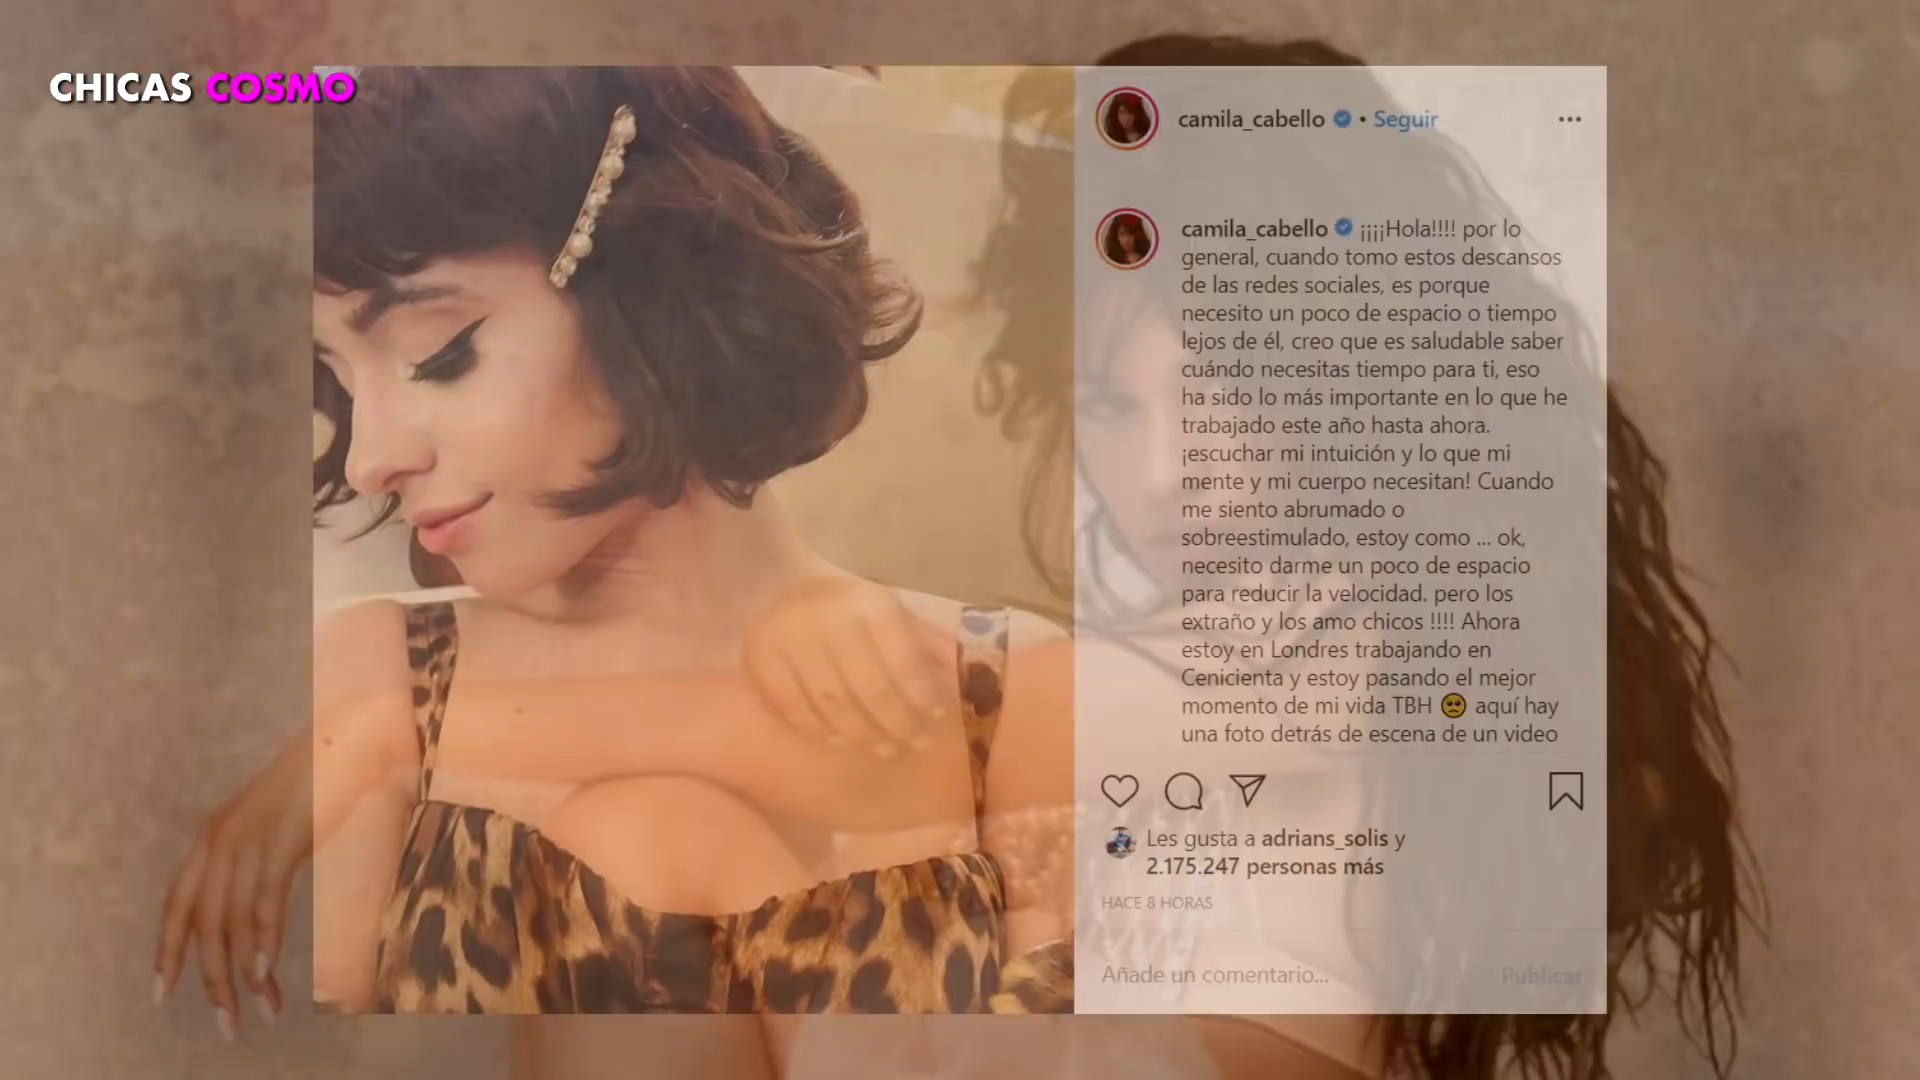 CHICAS COSMO
camila_cabello • Seguir
camila_cabello ¡¡¡¡Hola!!!! por lo
general, cuando tomo estos descansos
de las redes sociales, es porque
necesito un poco de espacio o tiempo
lejos de él, creo que es saludable saber
cuándo necesitas tiempo para ti, eso
ha sido lo más importante en lo que he
trabajado este año hasta ahora.
¡escuchar mi intuición y lo que mi
mente y mi cuerpo necesitan! Cuando
me siento abrumado o
sobreestimulado, estoy como ... ok,
necesito darme un poco de espacio
para reducir la velocidad. pero los
extraño y los amo chicos !!!! Ahora
estoy en Londres trabajando en
Cenicienta y estoy pasando el mejor
momento de mi vida TBH 🥺 aquí hay
una foto detrás de escena de un video
Les gusta a adrians_solis y
2.175.247 personas más
HACE 8 HORAS
Añade un comentario...
Publicar